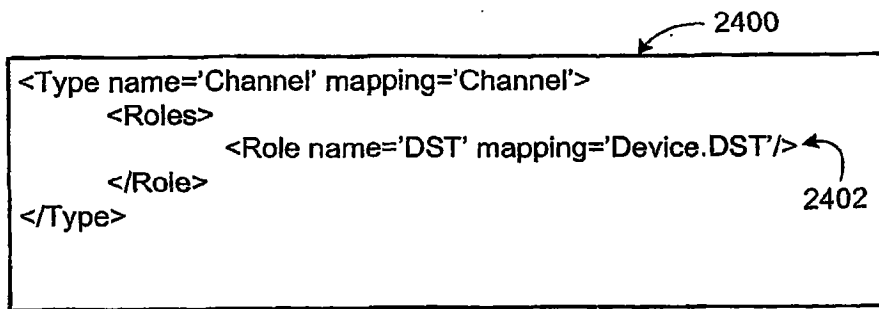 2400
<Type name='Channel' mapping='Channel'>
<Roles>
<Role name='DST' mapping='Device.DST'/>
</Role>
2402
</Type>